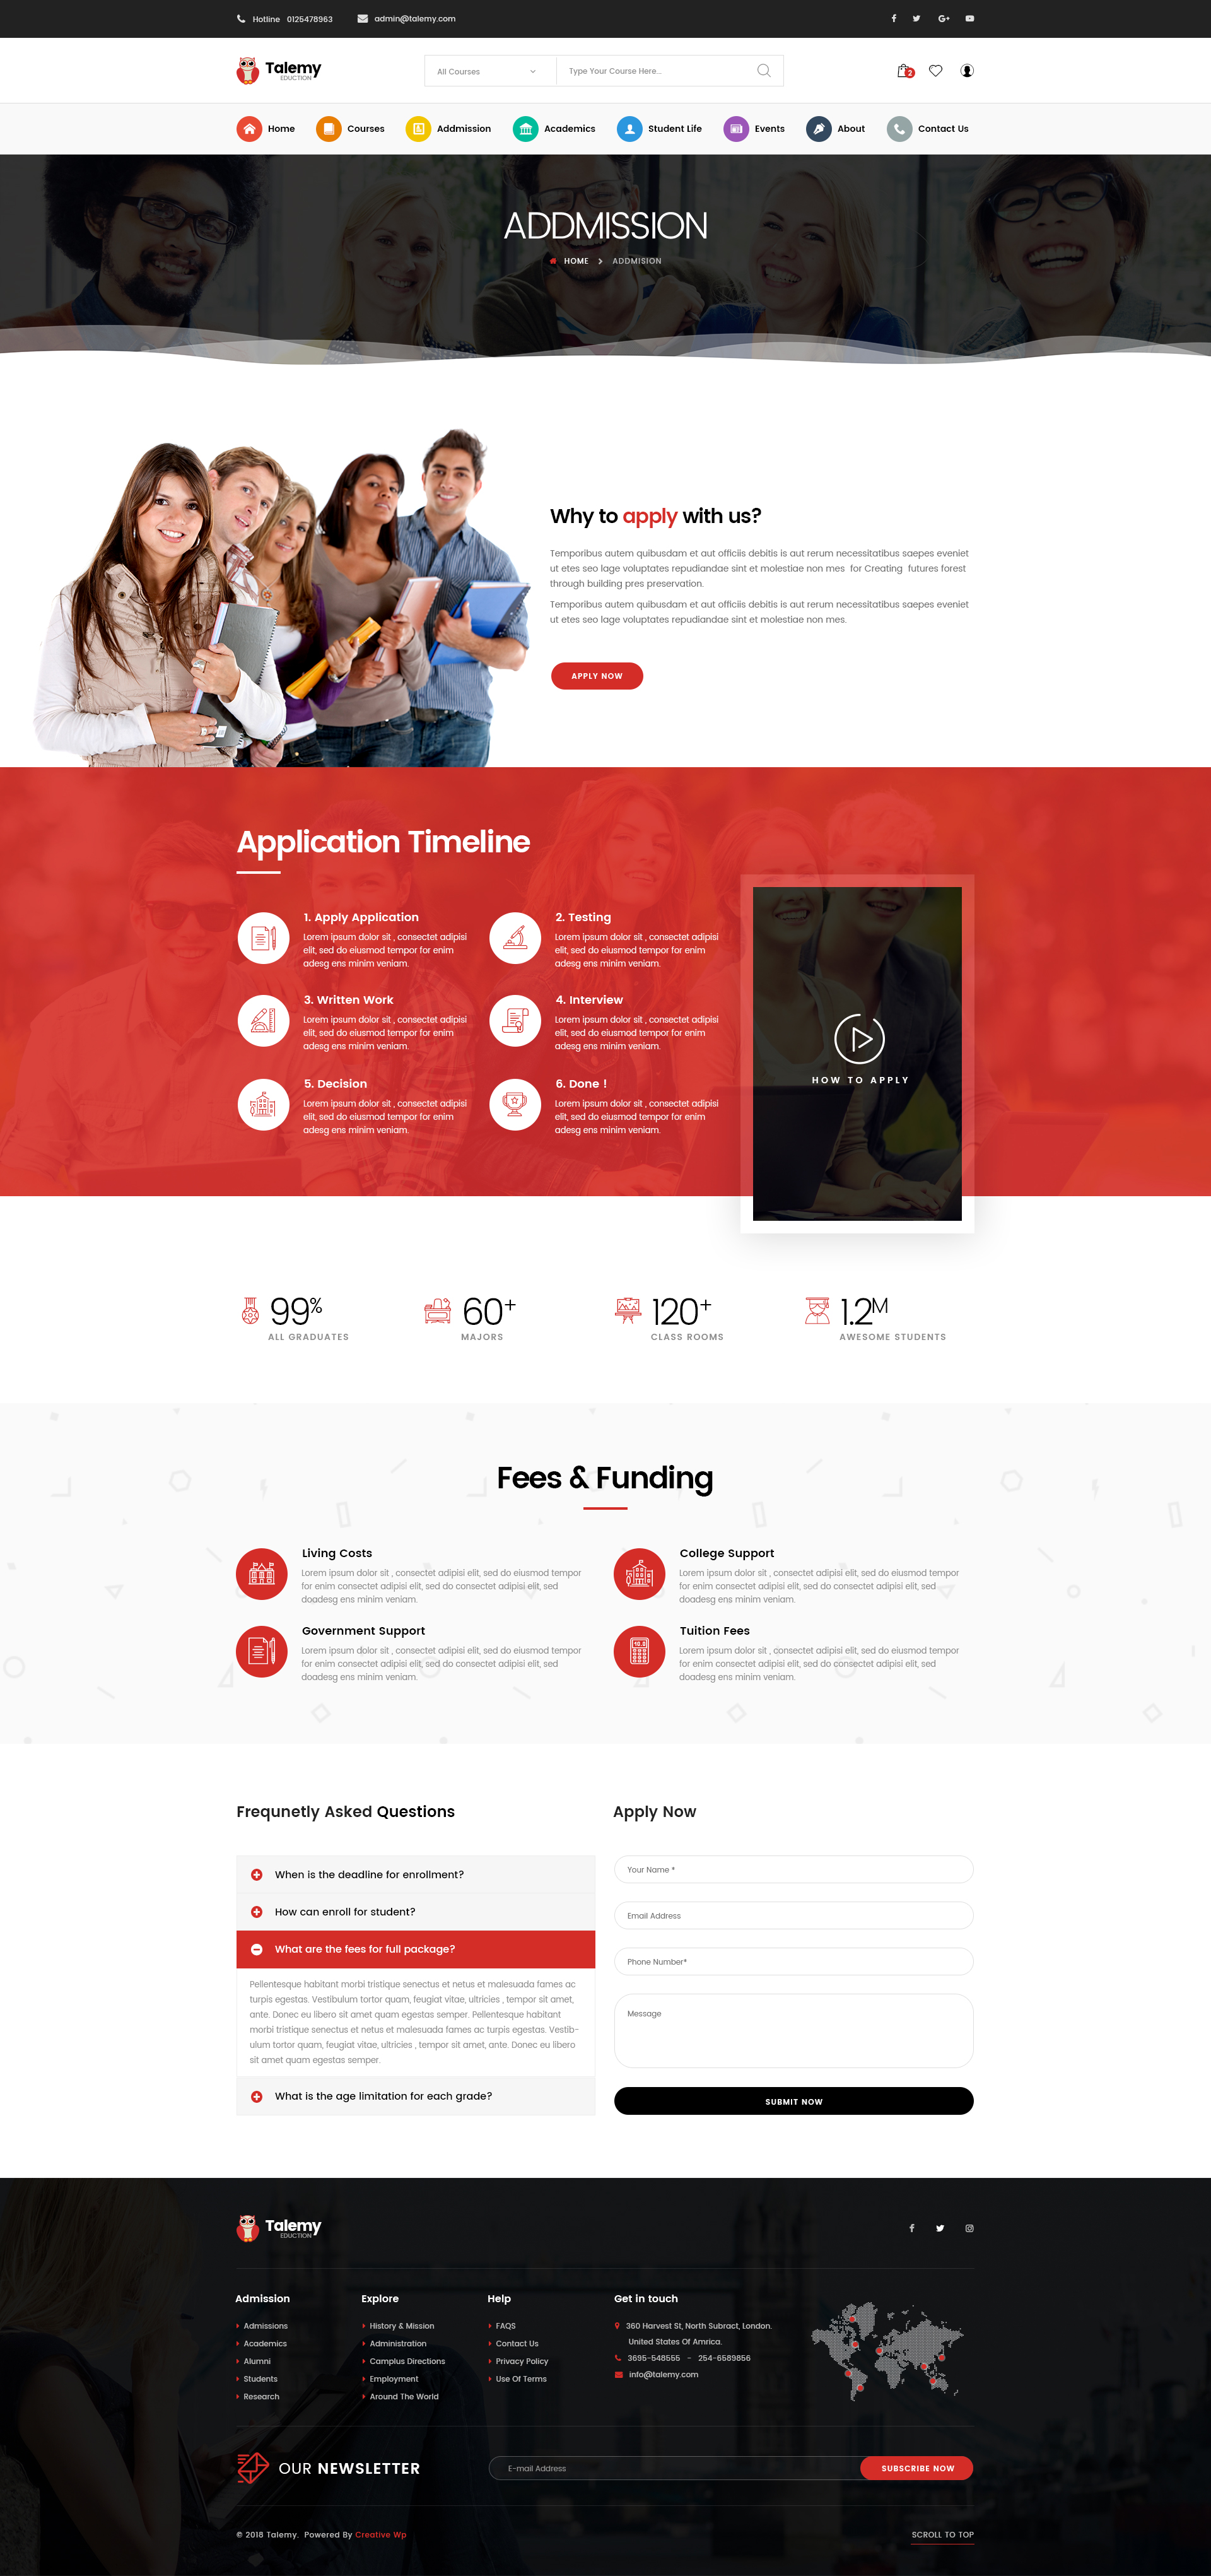 Hotline 0125478963 admin@talemy.com
Talemy
EDUCTION
All Courses
Type Your Course Here...
2
Home Courses Addmission Academics Student Life Events About Contact Us
ADDMISSION
HOME ADDMISION
Why to apply with us?
Temporibus autem quibusdam et aut officiis debitis is aut rerum necessitatibus saepes eveniet
ut etes seo lage voluptates repudiandae sint et molestiae non mes for Creating futures forest
through building pres preservation.
Temporibus autem quibusdam et aut officiis debitis is aut rerum necessitatibus saepes eveniet
ut etes seo lage voluptates repudiandae sint et molestiae non mes.
APPLY NOW
Application Timeline
1. Apply Application
Lorem ipsum dolor sit , consectet adipisi
elit, sed do eiusmod tempor for enim
adesg ens minim veniam.
2. Testing
Lorem ipsum dolor sit , consectet adipisi
elit, sed do eiusmod tempor for enim
adesg ens minim veniam.
3. Written Work
Lorem ipsum dolor sit , consectet adipisi
elit, sed do eiusmod tempor for enim
adesg ens minim veniam.
4. Interview
Lorem ipsum dolor sit , consectet adipisi
elit, sed do eiusmod tempor for enim
adesg ens minim veniam.
5. Decision
Lorem ipsum dolor sit , consectet adipisi
elit, sed do eiusmod tempor for enim
adesg ens minim veniam.
6. Done !
Lorem ipsum dolor sit , consectet adipisi
elit, sed do eiusmod tempor for enim
adesg ens minim veniam.
HOW TO APPLY
99%
ALL GRADUATES
60+
MAJORS
120+
CLASS ROOMS
1.2M
AWESOME STUDENTS
Fees & Funding
Living Costs
Lorem ipsum dolor sit , consectet adipisi elit, sed do eiusmod tempor
for enim consectet adipisi elit, sed do consectet adipisi elit, sed
doadesg ens minim veniam.
College Support
Lorem ipsum dolor sit , consectet adipisi elit, sed do eiusmod tempor
for enim consectet adipisi elit, sed do consectet adipisi elit, sed
doadesg ens minim veniam.
Government Support
Lorem ipsum dolor sit , consectet adipisi elit, sed do eiusmod tempor
for enim consectet adipisi elit, sed do consectet adipisi elit, sed
doadesg ens minim veniam.
Tuition Fees
Lorem ipsum dolor sit , consectet adipisi elit, sed do eiusmod tempor
for enim consectet adipisi elit, sed do consectet adipisi elit, sed
doadesg ens minim veniam.
Frequnetly Asked Questions
When is the deadline for enrollment?
How can enroll for student?
What are the fees for full package?
Pellentesque habitant morbi tristique senectus et netus et malesuada fames ac
turpis egestas. Vestibulum tortor quam, feugiat vitae, ultricies , tempor sit amet,
ante. Donec eu libero sit amet quam egestas semper. Pellentesque habitant
morbi tristique senectus et netus et malesuada fames ac turpis egestas. Vestib-
ulum tortor quam, feugiat vitae, ultricies , tempor sit amet, ante. Donec eu libero
sit amet quam egestas semper.
What is the age limitation for each grade?
Apply Now
Your Name *
Email Address
Phone Number*
Message
SUBMIT NOW
Talemy
EDUCTION
Admission
Admissions
Academics
Alumni
Students
Research
Explore
History & Mission
Administration
Camplus Directions
Employment
Around The World
Help
FAQS
Contact Us
Privacy Policy
Use Of Terms
Get in touch
360 Harvest St, North Subract, London.
United States Of Amrica.
3695-548555 - 254-6589856
info@talemy.com
OUR NEWSLETTER
E-mail Address
SUBSCRIBE NOW
© 2018 Talemy. Powered By Creative Wp
SCROLL TO TOP